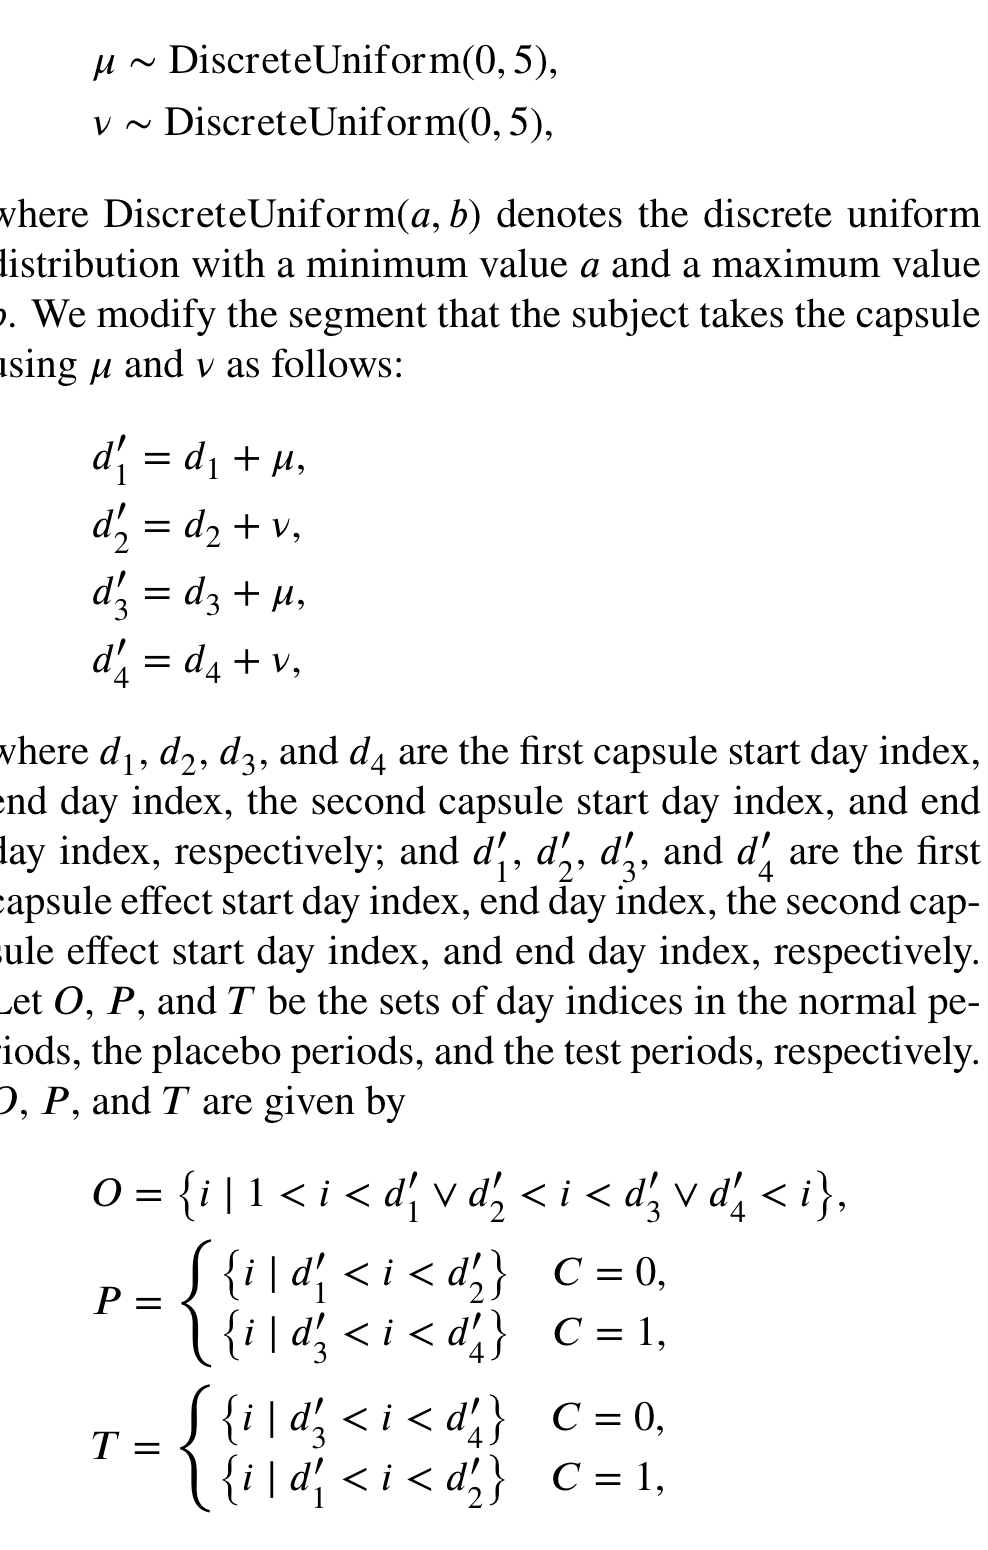 μ ∼ DiscreteUniform(0, 5),
ν ∼ DiscreteUniform(0, 5),
where DiscreteUniform(a, b) denotes the discrete uniform
distribution with a minimum value a and a maximum value
b. We modify the segment that the subject takes the capsule
using μ and ν as follows:
d′₁ = d₁ + μ,
d′₂ = d₂ + ν,
d′₃ = d₃ + μ,
d′₄ = d₄ + ν,
where d₁, d₂, d₃, and d₄ are the first capsule start day index,
end day index, the second capsule start day index, and end
day index, respectively; and d′₁, d′₂, d′₃, and d′₄ are the first
capsule effect start day index, end day index, the second cap-
sule effect start day index, and end day index, respectively.
Let O, P, and T be the sets of day indices in the normal pe-
riods, the placebo periods, and the test periods, respectively.
O, P, and T are given by
O = {i | 1 < i < d′₁ ∨ d′₂ < i < d′₃ ∨ d′₄ < i},
P = { {i | d′₁ < i < d′₂} C = 0,
{i | d′₃ < i < d′₄} C = 1,
T = { {i | d′₃ < i < d′₄} C = 0,
{i | d′₁ < i < d′₂} C = 1,